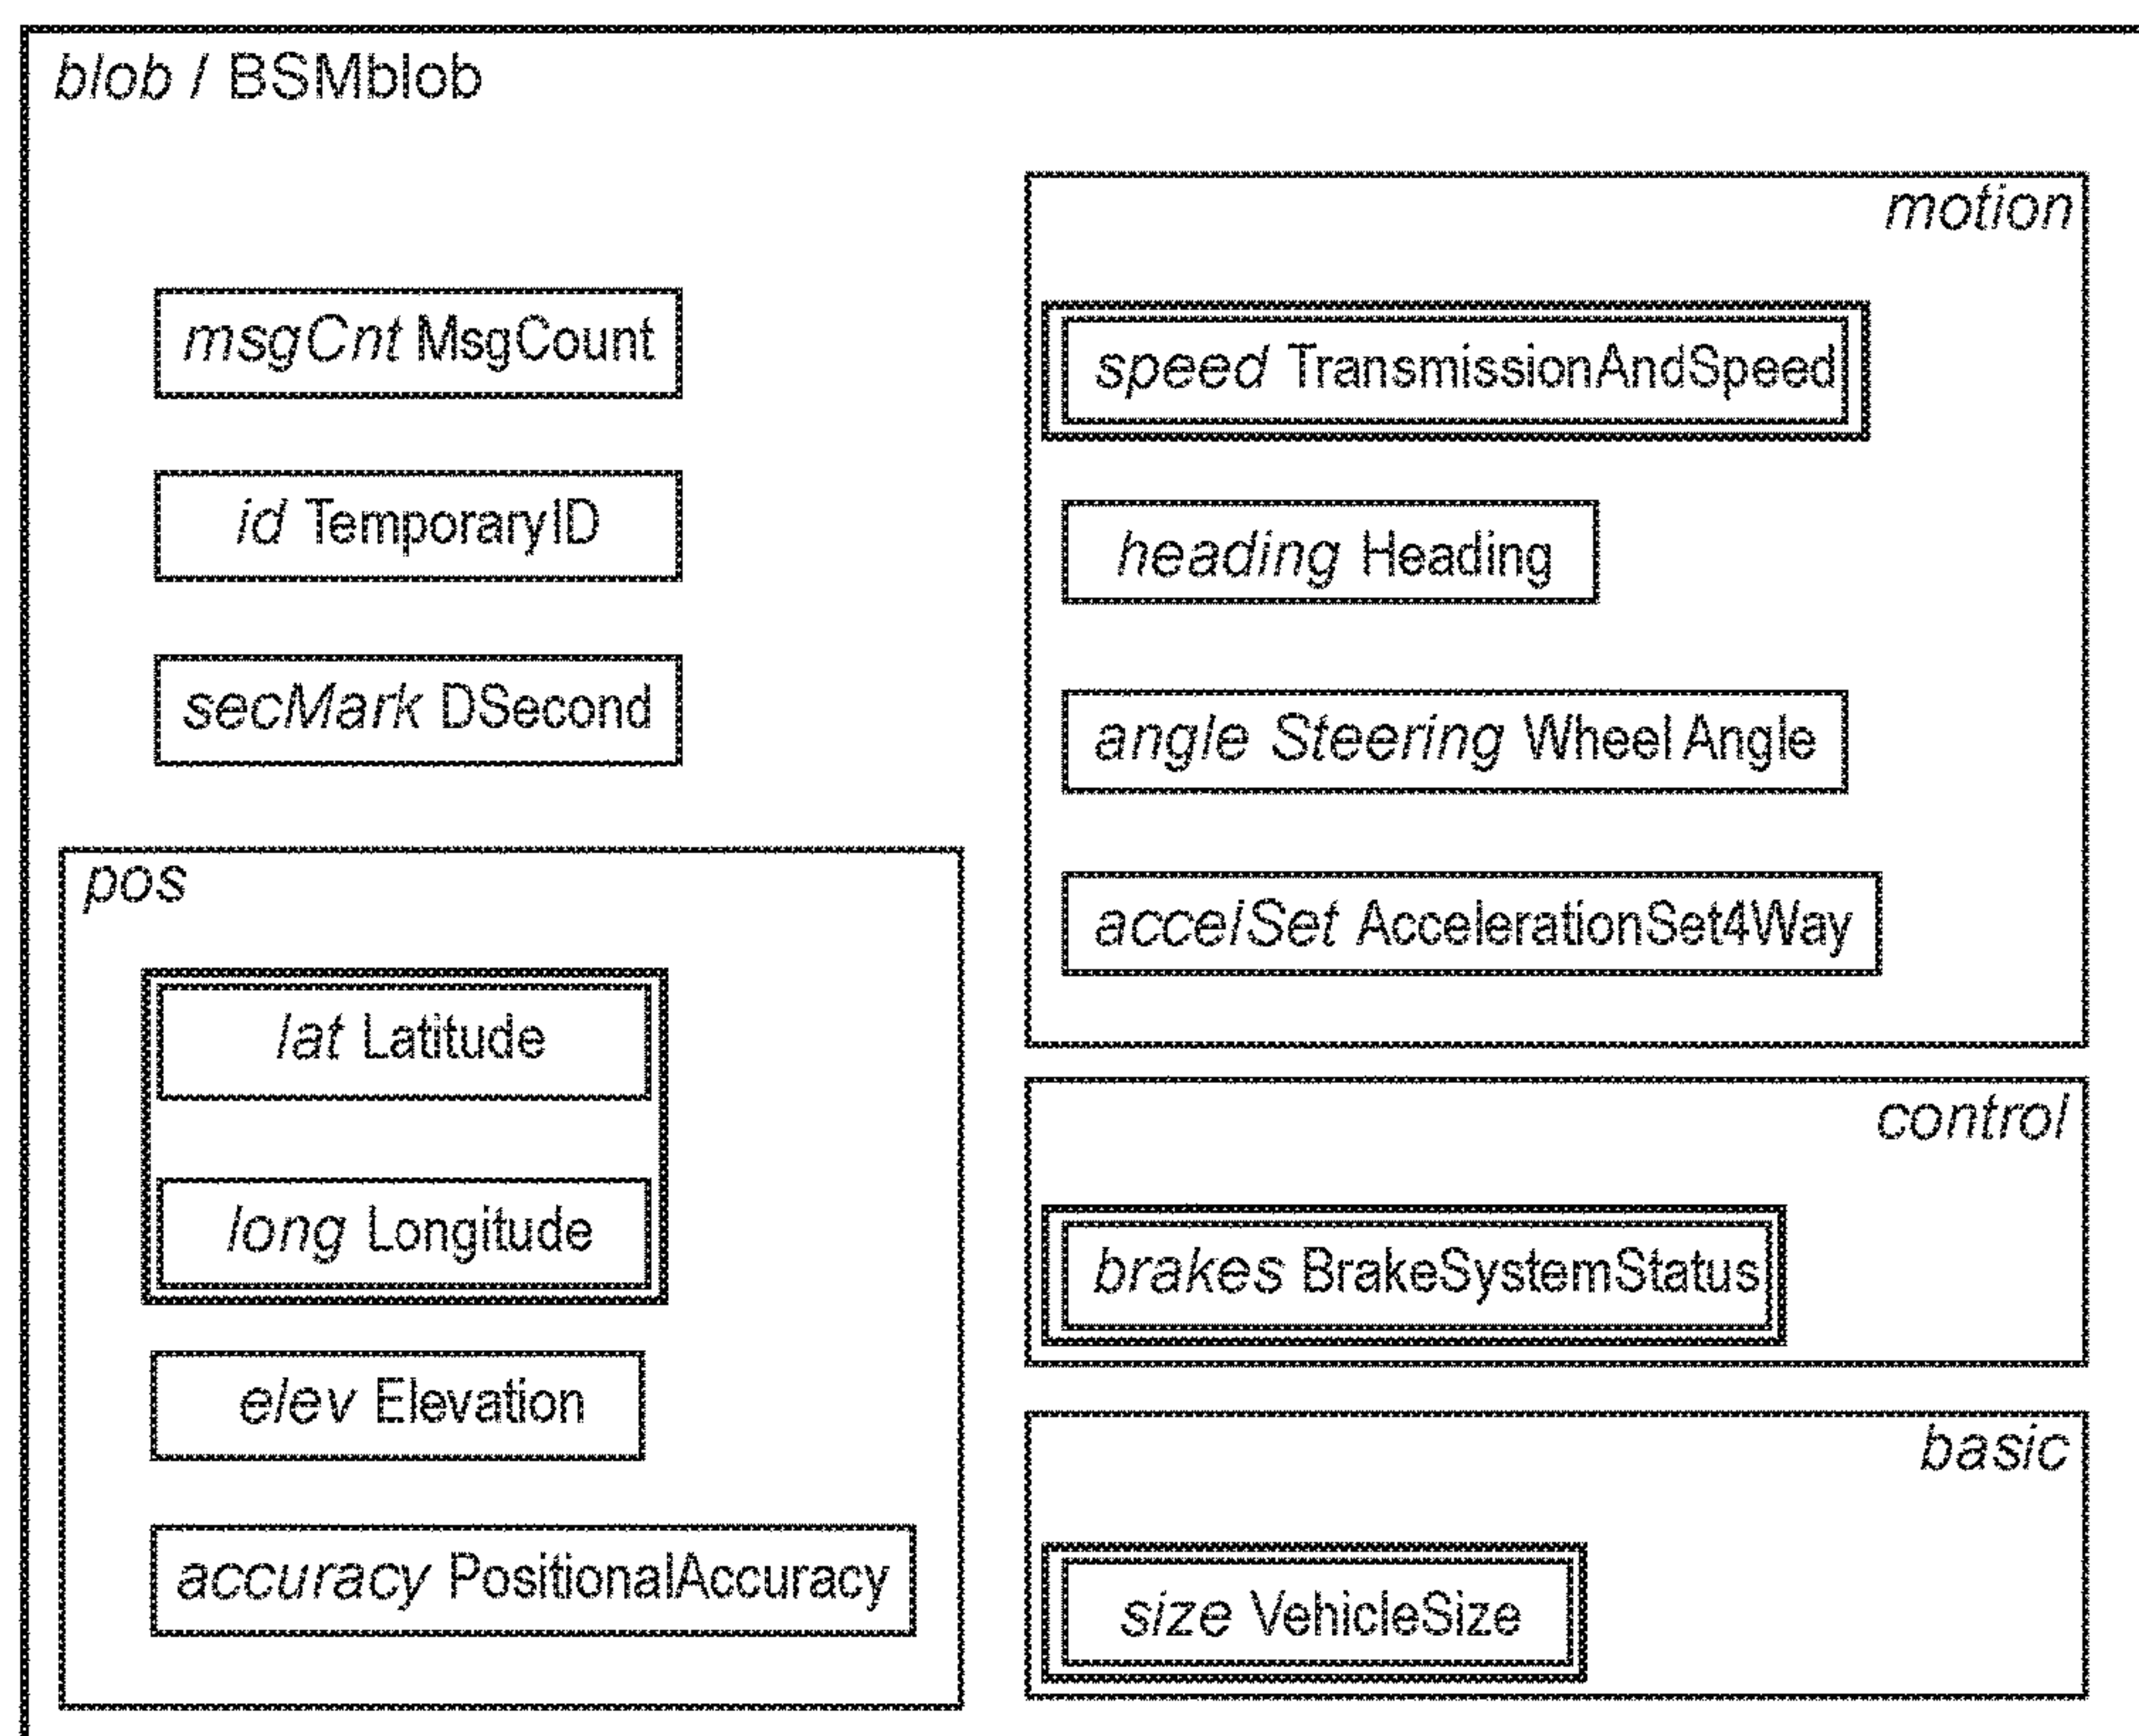 blob / BSMblob
msgCnt MsgCount
id TemporaryID
secMark DSecond
pos
lat Latitude
long Longitude
elev Elevation
accuracy PositionalAccuracy
motion
speed TransmissionAndSpeed
heading Heading
angle Steering Wheel Angle
accelSet AccelerationSet4Way
control
brakes BrakeSystemStatus
basic
size VehicleSize